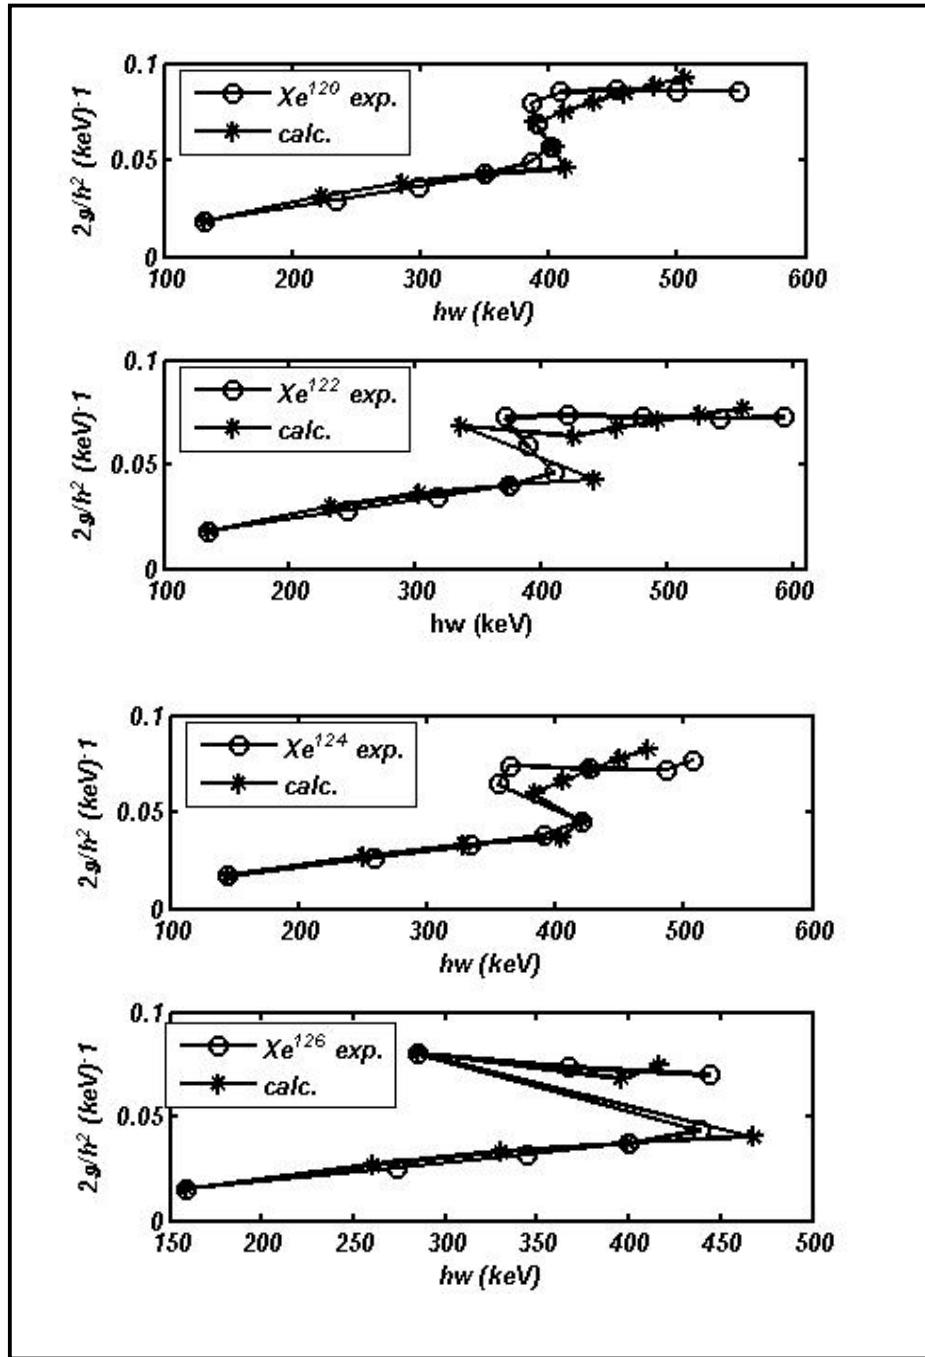 0.1
Xe¹²⁰ exp.
calc.
0.05
0
2𝒥/ħ² (keV)⁻1
100 200 300 400 500 600
hw (keV)
0.1
Xe¹²² exp.
calc.
0.05
0
2𝒥/ħ² (keV)⁻1
100 200 300 400 500 600
hw (keV)
0.1
Xe¹²⁴ exp.
calc.
0.05
0
2𝒥/ħ² (keV)⁻1
100 200 300 400 500 600
hw (keV)
0.1
Xe¹²⁶ exp.
calc.
0.05
0
2𝒥/ħ² (keV)⁻1
150 200 250 300 350 400 450 500
hw (keV)